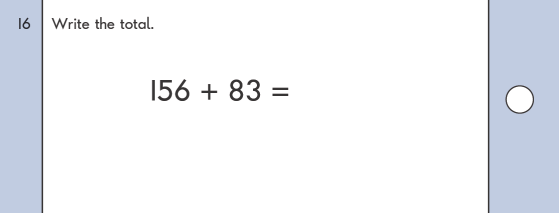 16 Write the total.
156 + 83 =